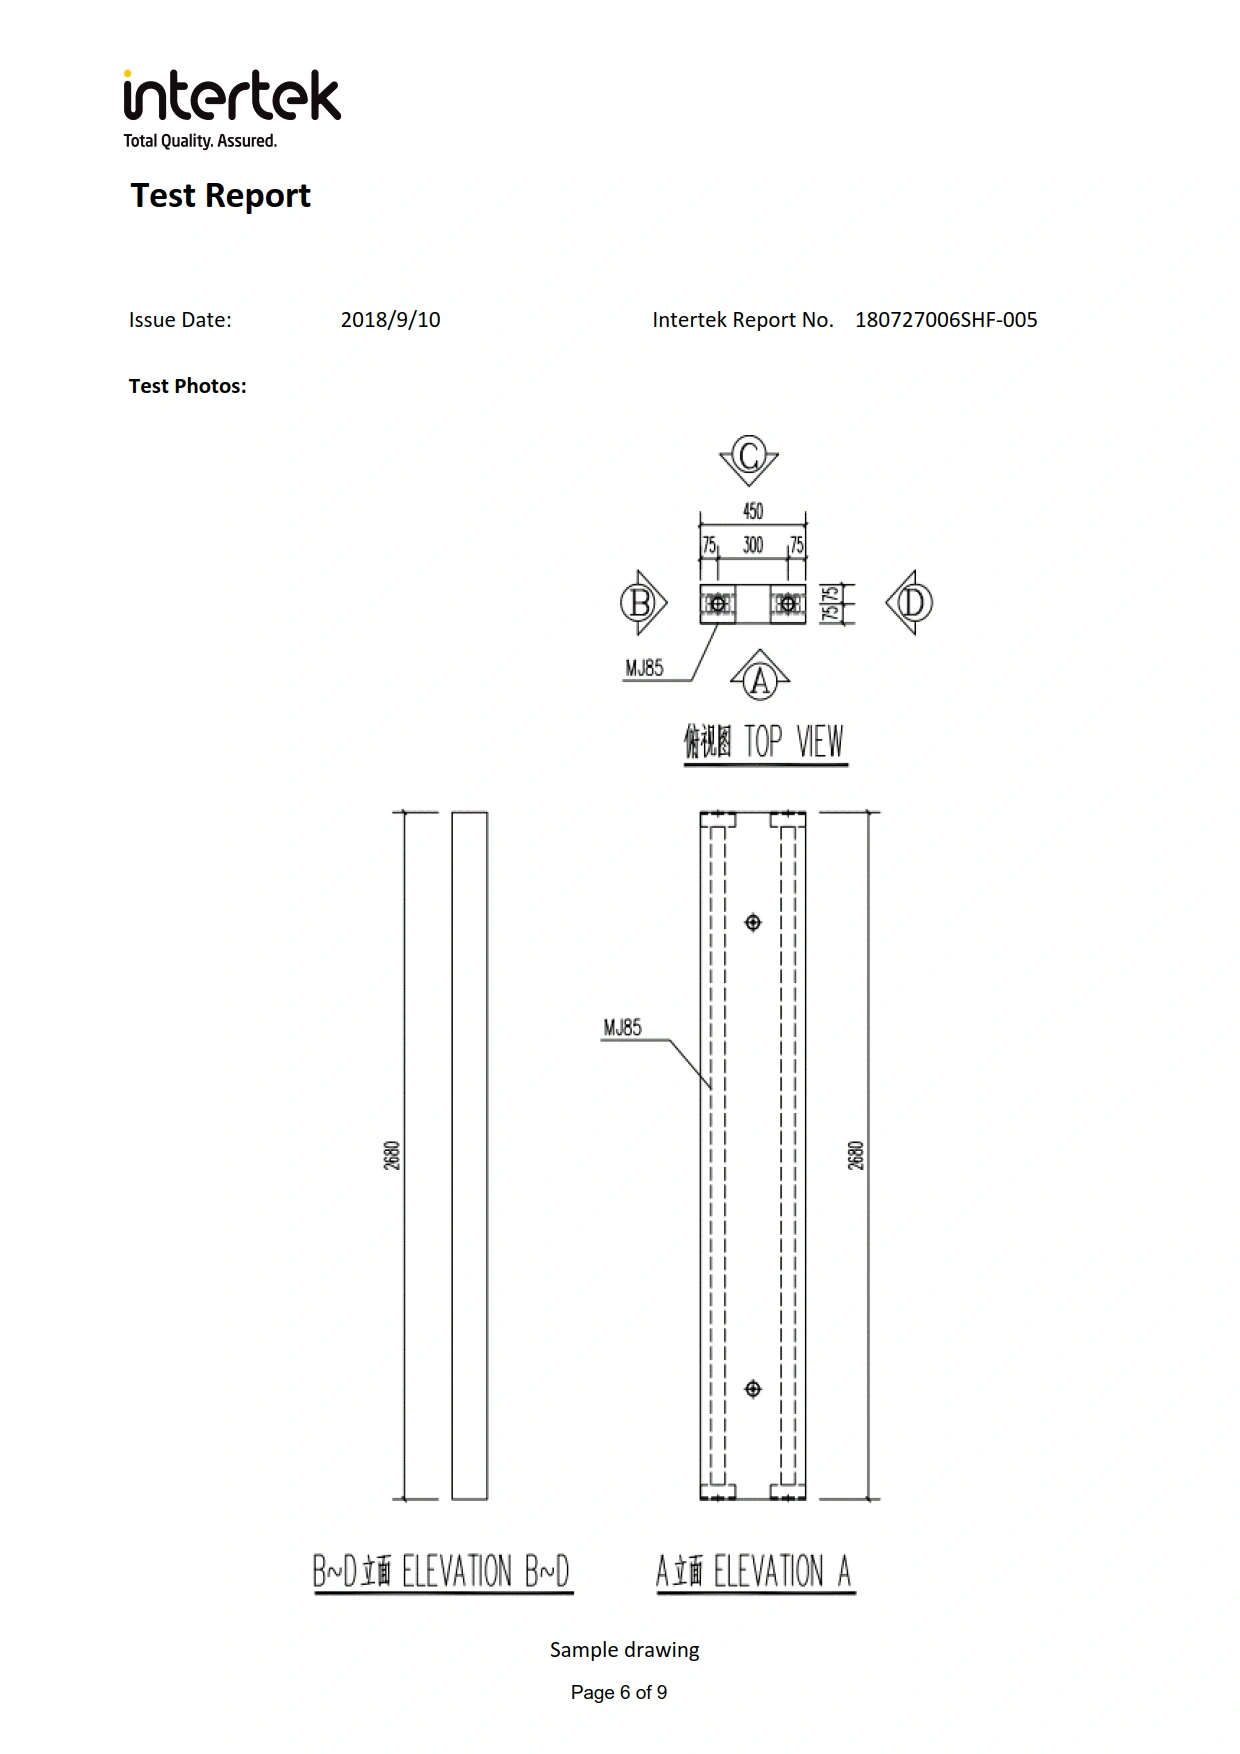 intertek
Total Quality. Assured.
Test Report
Issue Date: 2018/9/10 Intertek Report No. 180727006SHF-005
Test Photos:
C
450
75 300 75
B
75
75
D
MJ85
A
俯视图 TOP VIEW
MJ85
2680
2680
B~D立面 ELEVATION B~D
A立面 ELEVATION A
Sample drawing
Page 6 of 9